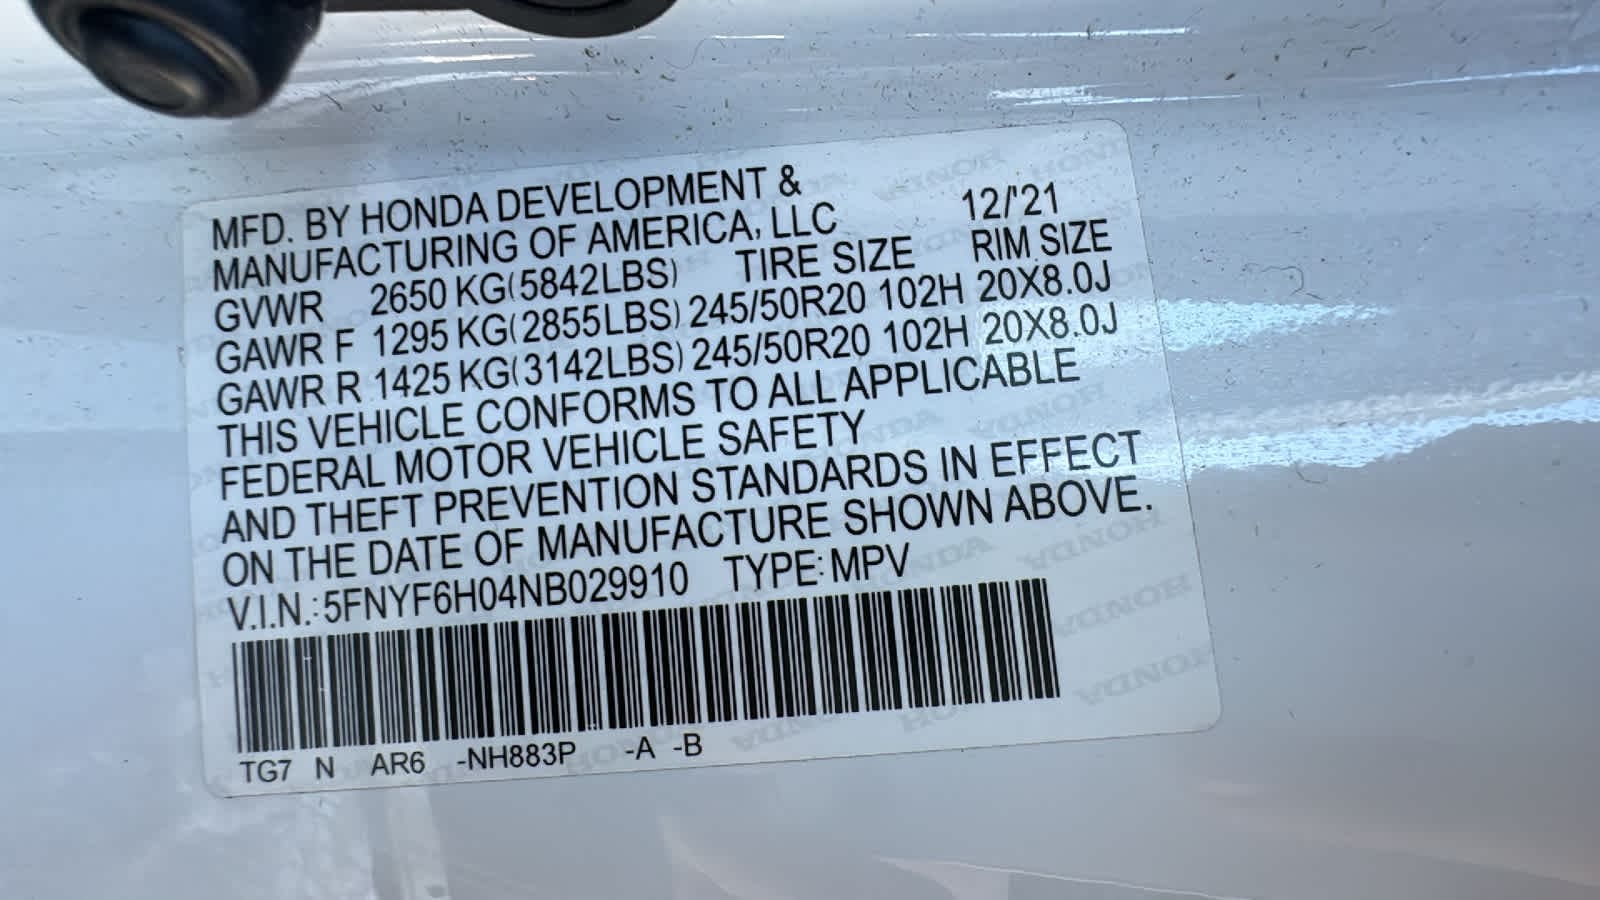 MFD. BY HONDA DEVELOPMENT &
MANUFACTURING OF AMERICA, LLC 12/'21
GVWR 2650 KG(5842LBS) TIRE SIZE RIM SIZE
GAWR F 1295 KG(2855LBS) 245/50R20 102H 20X8.0J
GAWR R 1425 KG(3142LBS) 245/50R20 102H 20X8.0J
THIS VEHICLE CONFORMS TO ALL APPLICABLE
FEDERAL MOTOR VEHICLE SAFETY
AND THEFT PREVENTION STANDARDS IN EFFECT
ON THE DATE OF MANUFACTURE SHOWN ABOVE.
V.I.N.: 5FNYF6H04NB029910 TYPE: MPV
TG7 N AR6 -NH883P -A -B